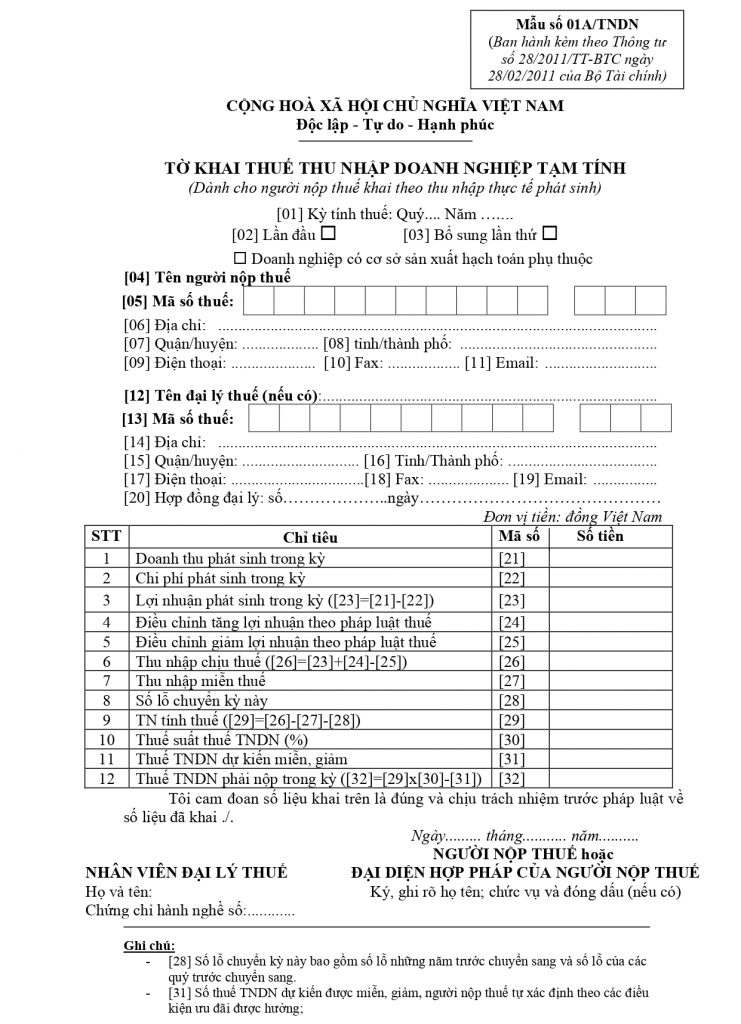 Mẫu số 01A/TNDN
(Ban hành kèm theo Thông tư
số 28/2011/TT-BTC ngày
28/02/2011 của Bộ Tài chính)
CỘNG HOÀ XÃ HỘI CHỦ NGHĨA VIỆT NAM
Độc lập - Tự do - Hạnh phúc
TỜ KHAI THUẾ THU NHẬP DOANH NGHIỆP TẠM TÍNH
(Dành cho người nộp thuế khai theo thu nhập thực tế phát sinh)
[01] Kỳ tính thuế: Quý.... Năm …....
[02] Lần đầu ☐ [03] Bổ sung lần thứ ☐
☐ Doanh nghiệp có cơ sở sản xuất hạch toán phụ thuộc
[04] Tên người nộp thuế
[05] Mã số thuế:
[06] Địa chỉ: ...............................................................................................
[07] Quận/huyện: ................... [08] tỉnh/thành phố: ...........................................
[09] Điện thoại: ..................... [10] Fax: .................. [11] Email: ............................
[12] Tên đại lý thuế (nếu có):..........................................................................
[13] Mã số thuế:
[14] Địa chỉ: ...............................................................................................
[15] Quận/huyện: ............................. [16] Tỉnh/Thành phố: .................................
[17] Điện thoại: .................................[18] Fax: .................... [19] Email: ................
[20] Hợp đồng đại lý: số………………..ngày……………………………………
Đơn vị tiền: đồng Việt Nam
STT Chỉ tiêu Mã số Số tiền
1 Doanh thu phát sinh trong kỳ [21]
2 Chi phí phát sinh trong kỳ [22]
3 Lợi nhuận phát sinh trong kỳ ([23]=[21]-[22]) [23]
4 Điều chỉnh tăng lợi nhuận theo pháp luật thuế [24]
5 Điều chỉnh giảm lợi nhuận theo pháp luật thuế [25]
6 Thu nhập chịu thuế ([26]=[23]+[24]-[25]) [26]
7 Thu nhập miễn thuế [27]
8 Số lỗ chuyển kỳ này [28]
9 TN tính thuế ([29]=[26]-[27]-[28]) [29]
10 Thuế suất thuế TNDN (%) [30]
11 Thuế TNDN dự kiến miễn, giảm [31]
12 Thuế TNDN phải nộp trong kỳ ([32]=[29]x[30]-[31]) [32]
Tôi cam đoan số liệu khai trên là đúng và chịu trách nhiệm trước pháp luật về
số liệu đã khai ./.
Ngày......... tháng........... năm..........
NGƯỜI NỘP THUẾ hoặc
NHÂN VIÊN ĐẠI LÝ THUẾ ĐẠI DIỆN HỢP PHÁP CỦA NGƯỜI NỘP THUẾ
Họ và tên: Ký, ghi rõ họ tên; chức vụ và đóng dấu (nếu có)
Chứng chỉ hành nghề số:............
Ghi chú:
- [28] Số lỗ chuyển kỳ này bao gồm số lỗ những năm trước chuyển sang và số lỗ của các
quý trước chuyển sang.
- [31] Số thuế TNDN dự kiến được miễn, giảm, người nộp thuế tự xác định theo các điều
kiện ưu đãi được hưởng;